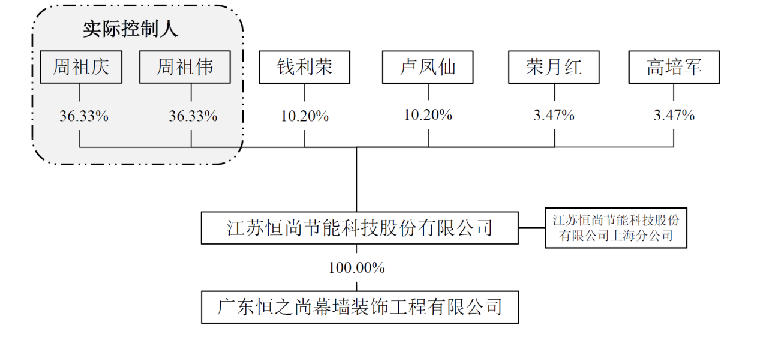 实际控制人
周祖庆
周祖伟
钱利荣
卢凤仙
荣月红
高培军
36.33%
36.33%
10.20%
10.20%
3.47%
3.47%
江苏恒尚节能科技股份有限公司
江苏恒尚节能科技股份
有限公司上海分公司
100.00%
广东恒之尚幕墙装饰工程有限公司